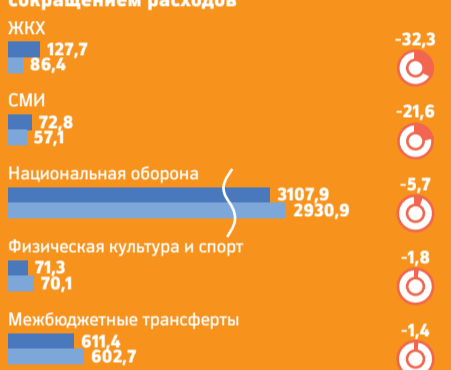 сокращением расходов
ЖКХ
127,7
86,4
-32,3
СМИ
72,8
57,1
-21,6
Национальная оборона
3107,9
2930,9
-5,7
Физическая культура и спорт
71,3
70,1
-1,8
Межбюджетные трансферты
611,4
602,7
-1,4